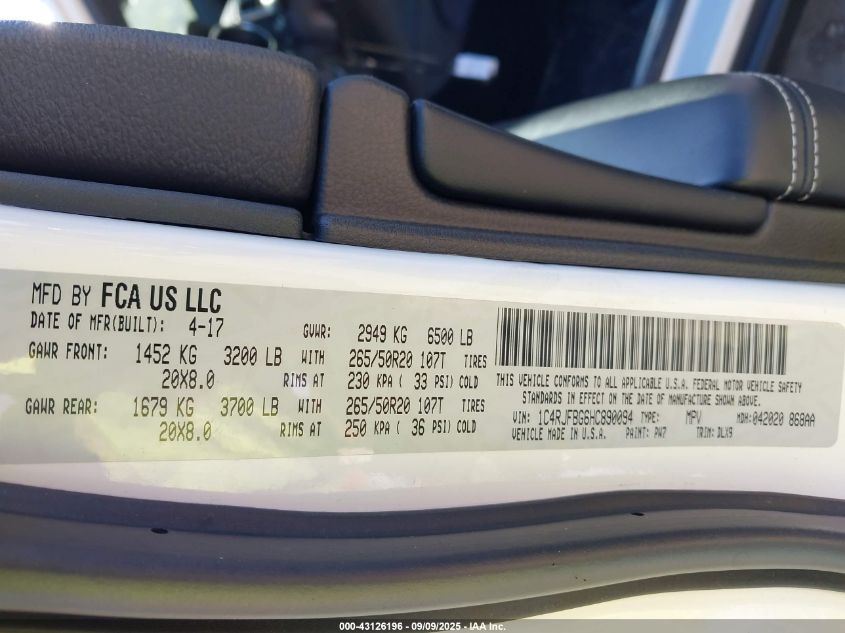 MFD BY FCA US LLC
DATE OF MFR(BUILT): 4-17 GVWR: 2949 KG 6500 LB
GAWR FRONT: 1452 KG 3200 LB WITH 265/50R20 107T TIRES
20X8.0 RIMS AT 230 KPA ( 33 PSI) COLD
GAWR REAR: 1679 KG 3700 LB WITH 265/50R20 107T TIRES
20X8.0 RIMS AT 250 KPA ( 36 PSI) COLD
THIS VEHICLE CONFORMS TO ALL APPLICABLE U.S.A. FEDERAL MOTOR VEHICLE SAFETY
STANDARDS IN EFFECT ON THE DATE OF MANUFACTURE SHOWN ABOVE.
VIN: 1C4RJFBG6HC890094 TYPE: MPV MDH:042020 868AA
VEHICLE MADE IN U.S.A. PAINT: PW7 TRIM: DLX9
000-43126196 - 09/09/2025 - IAA Inc.